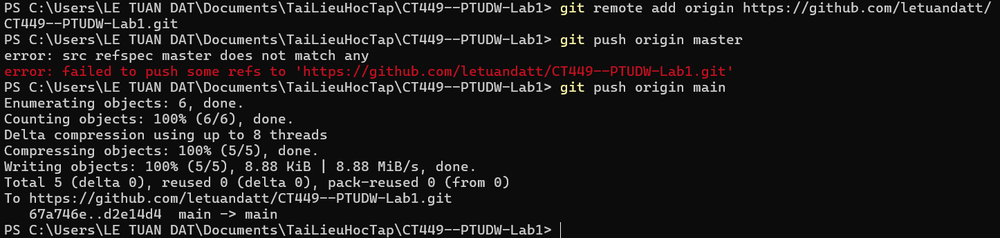 PS C:\Users\LE TUAN DAT\Documents\TaiLieuHocTap\CT449--PTUDW-Lab1> git remote add origin https://github.com/letuandatt/
CT449--PTUDW-Lab1.git
PS C:\Users\LE TUAN DAT\Documents\TaiLieuHocTap\CT449--PTUDW-Lab1> git push origin master
error: src refspec master does not match any
error: failed to push some refs to 'https://github.com/letuandatt/CT449--PTUDW-Lab1.git'
PS C:\Users\LE TUAN DAT\Documents\TaiLieuHocTap\CT449--PTUDW-Lab1> git push origin main
Enumerating objects: 6, done.
Counting objects: 100% (6/6), done.
Delta compression using up to 8 threads
Compressing objects: 100% (5/5), done.
Writing objects: 100% (5/5), 8.88 KiB | 8.88 MiB/s, done.
Total 5 (delta 0), reused 0 (delta 0), pack-reused 0 (from 0)
To https://github.com/letuandatt/CT449--PTUDW-Lab1.git
   67a746e..d2e14d4  main -> main
PS C:\Users\LE TUAN DAT\Documents\TaiLieuHocTap\CT449--PTUDW-Lab1>